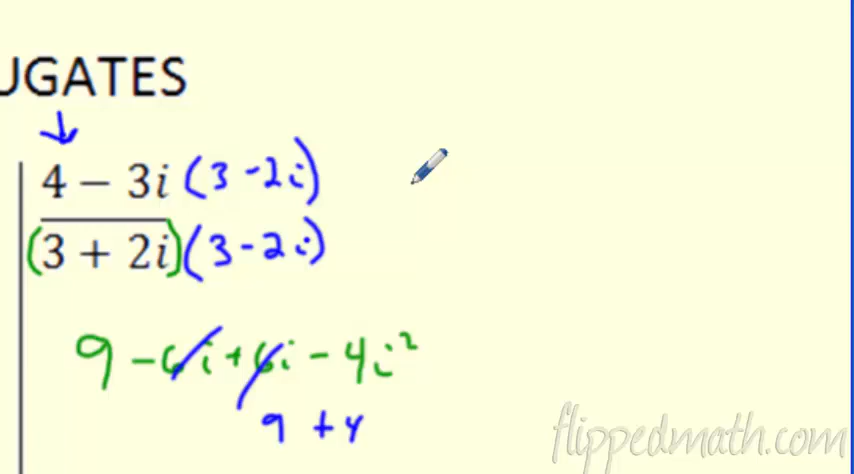 UGATES
4 − 3i (3 - 2i)
(3 + 2i)(3 - 2i)
9 - 6i + 6i - 4i²
9 + 4
flippedmath.com